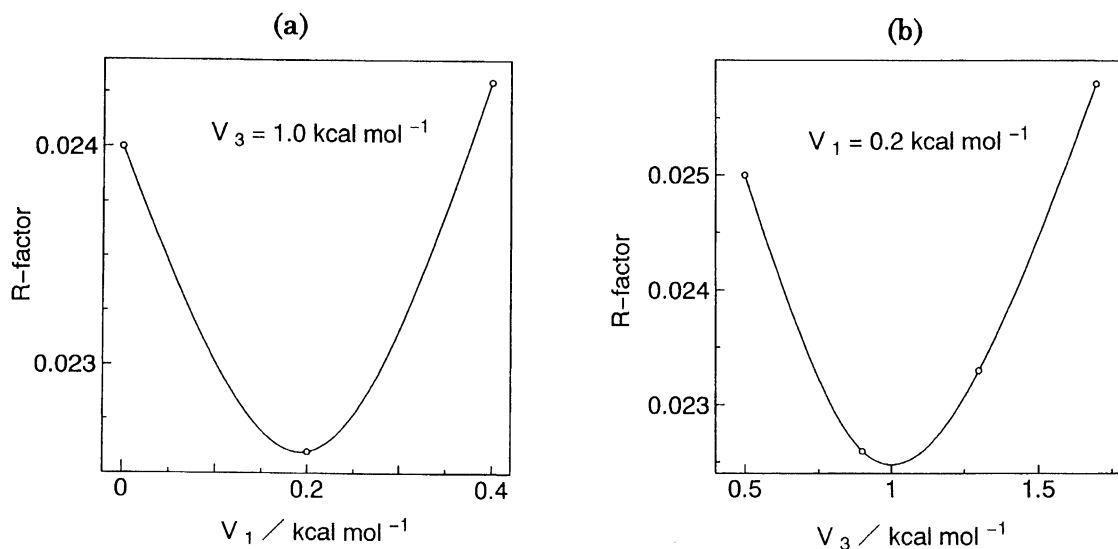 (a)
V 3 = 1.0 kcal mol −1
0.024
0.023
R−factor
0
0.2
0.4
V 1 / kcal mol −1
(b)
V 1 = 0.2 kcal mol −1
0.025
0.024
0.023
R−factor
0.5
1
1.5
V 3 / kcal mol −1